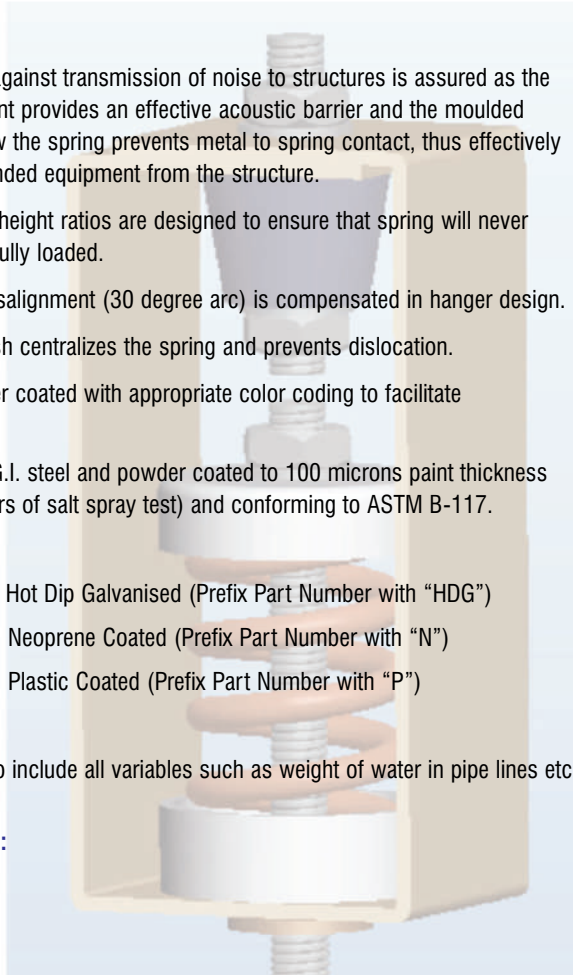 against transmission of noise to structures is assured as the
nt provides an effective acoustic barrier and the moulded
w the spring prevents metal to spring contact, thus effectively
nded equipment from the structure.
height ratios are designed to ensure that spring will never
fully loaded.
salignment (30 degree arc) is compensated in hanger design.
sh centralizes the spring and prevents dislocation.
er coated with appropriate color coding to facilitate
G.I. steel and powder coated to 100 microns paint thickness
rs of salt spray test) and conforming to ASTM B-117.
Hot Dip Galvanised (Prefix Part Number with “HDG”)
Neoprene Coated (Prefix Part Number with “N”)
Plastic Coated (Prefix Part Number with “P”)
o include all variables such as weight of water in pipe lines etc
: